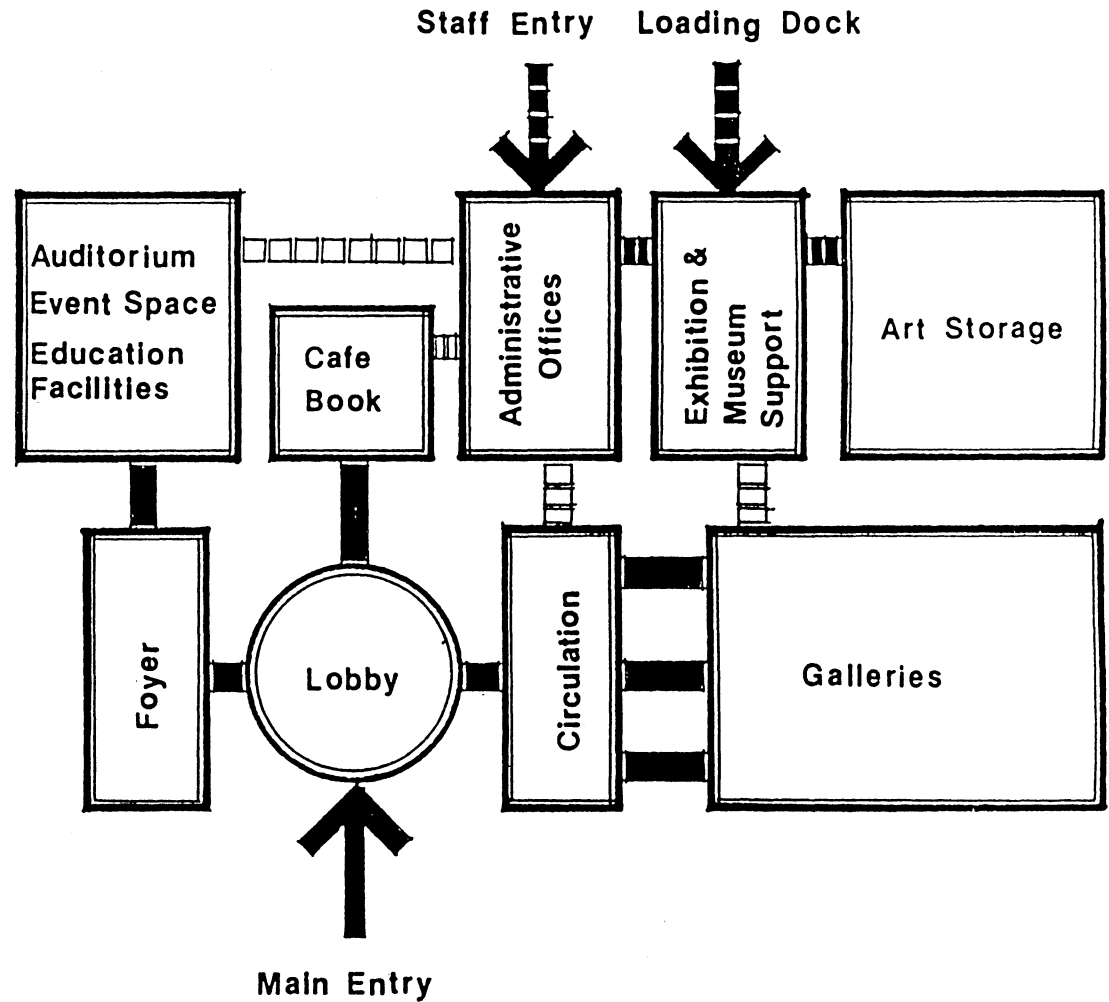 Staff Entry
Loading Dock
Auditorium
Event Space
Education
Facilities
Cafe
Book
Administrative
Offices
Exhibition &
Museum
Support
Art Storage
Foyer
Lobby
Circulation
Galleries
Main Entry